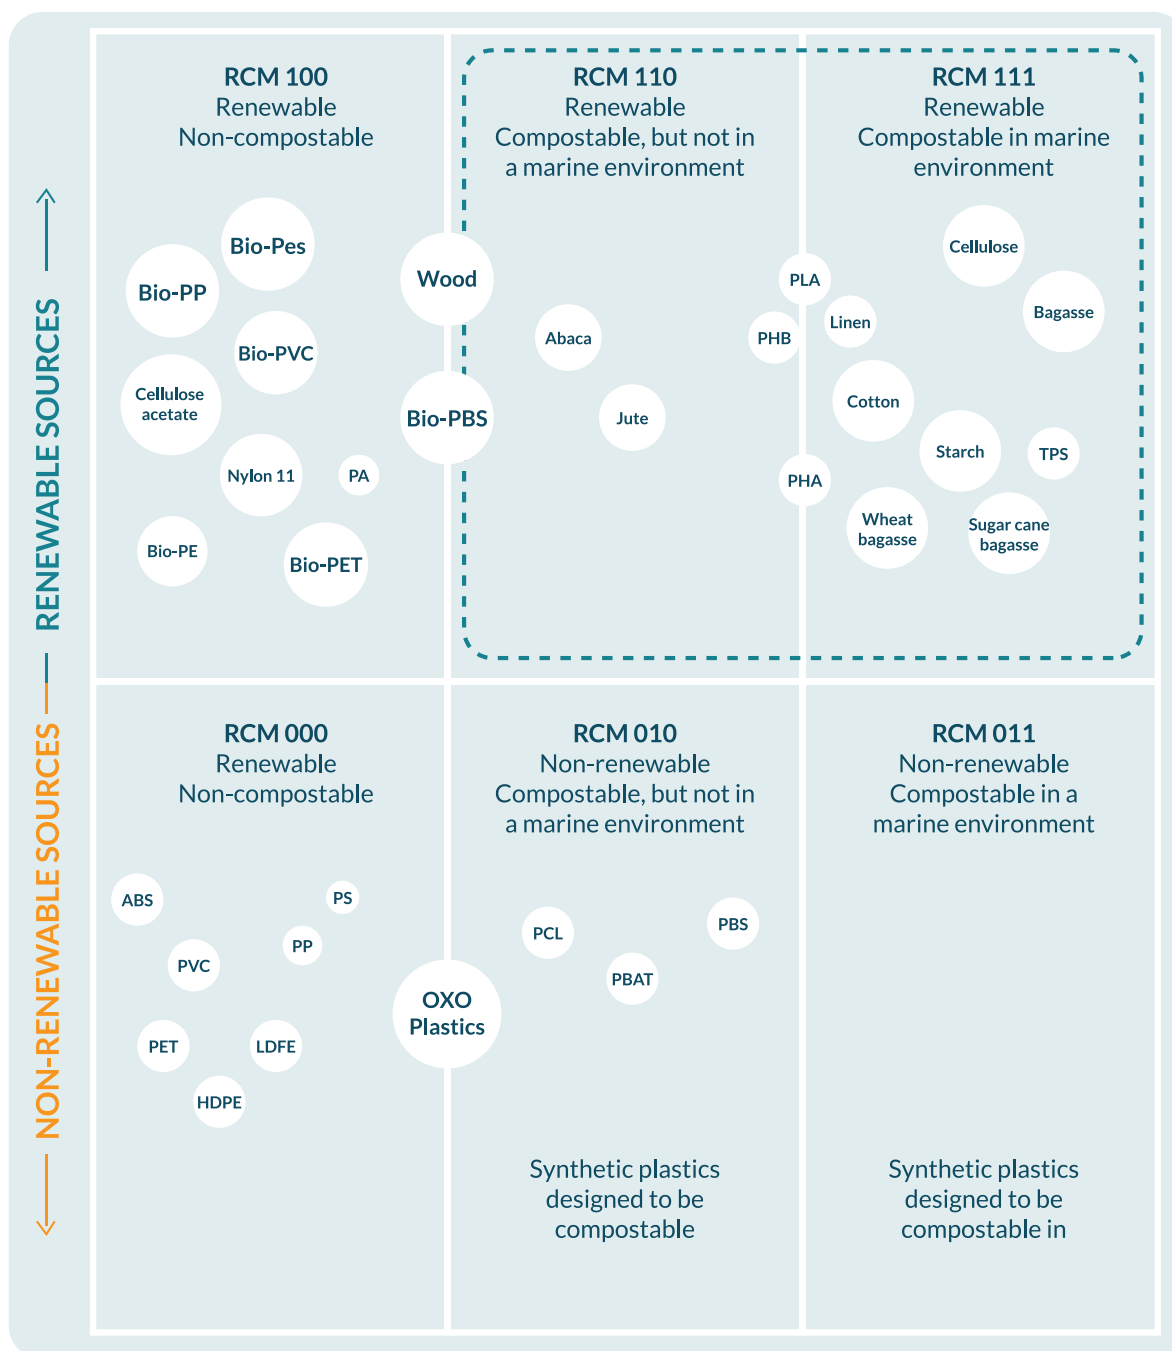 RENEWABLE SOURCES
NON-RENEWABLE SOURCES
RCM 100
Renewable
Non-compostable
Bio-Pes
Bio-PP
Bio-PVC
Cellulose
acetate
Nylon 11
PA
Bio-PE
Bio-PET
Wood
Bio-PBS
RCM 110
Renewable
Compostable, but not in
a marine environment
Abaca
Jute
PLA
PHB
PHA
RCM 111
Renewable
Compostable in marine
environment
Cellulose
Bagasse
Linen
Cotton
Starch
TPS
Wheat
bagasse
Sugar cane
bagasse
RCM 000
Renewable
Non-compostable
ABS
PS
PP
PVC
PET
LDFE
HDPE
OXO
Plastics
RCM 010
Non-renewable
Compostable, but not in
a marine environment
PCL
PBS
PBAT
Synthetic plastics
designed to be
compostable
RCM 011
Non-renewable
Compostable in a
marine environment
Synthetic plastics
designed to be
compostable in